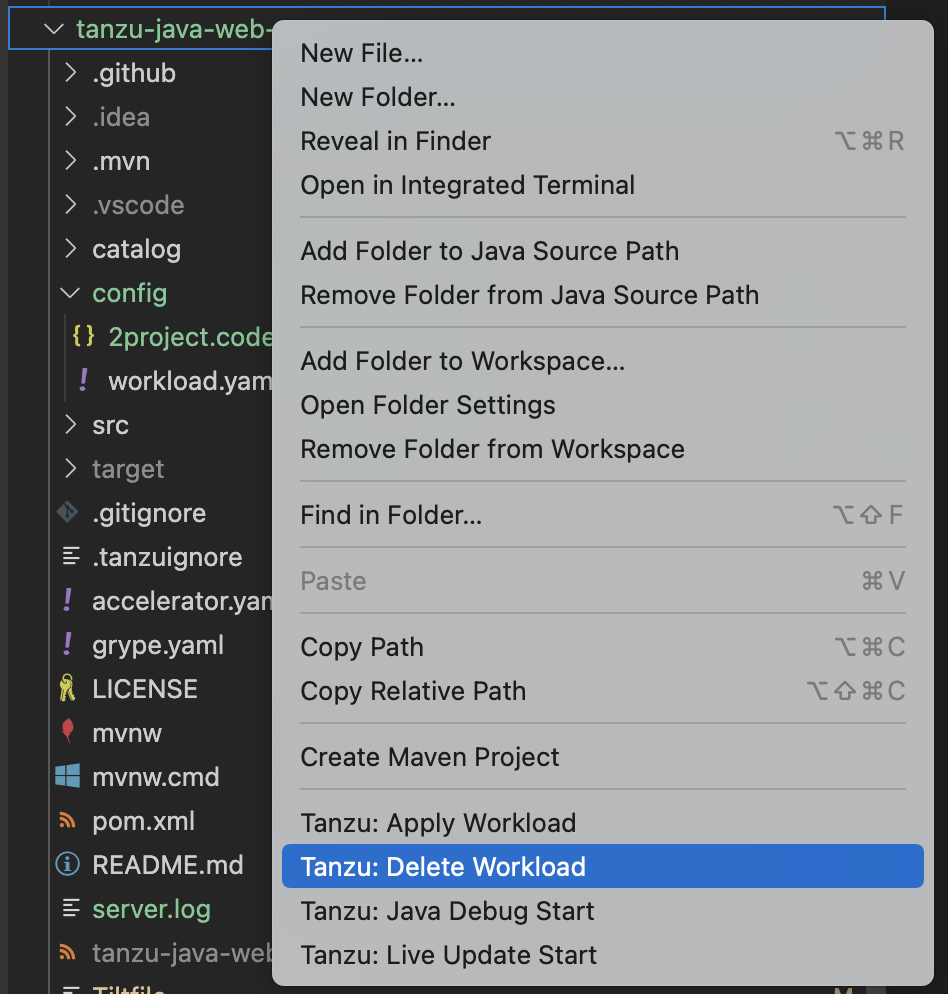 tanzu-java-web-
.github
.idea
.mvn
.vscode
catalog
config
2project.code
workload.yam
src
target
.gitignore
.tanzuignore
accelerator.yam
grype.yaml
LICENSE
mvnw
mvnw.cmd
pom.xml
README.md
server.log
tanzu-java-web
Tiltfile
M
New File...
New Folder...
Reveal in Finder ⌥⌘R
Open in Integrated Terminal
Add Folder to Java Source Path
Remove Folder from Java Source Path
Add Folder to Workspace...
Open Folder Settings
Remove Folder from Workspace
Find in Folder... ⌥⇧F
Paste ⌘V
Copy Path ⌥⌘C
Copy Relative Path ⌥⇧⌘C
Create Maven Project
Tanzu: Apply Workload
Tanzu: Delete Workload
Tanzu: Java Debug Start
Tanzu: Live Update Start